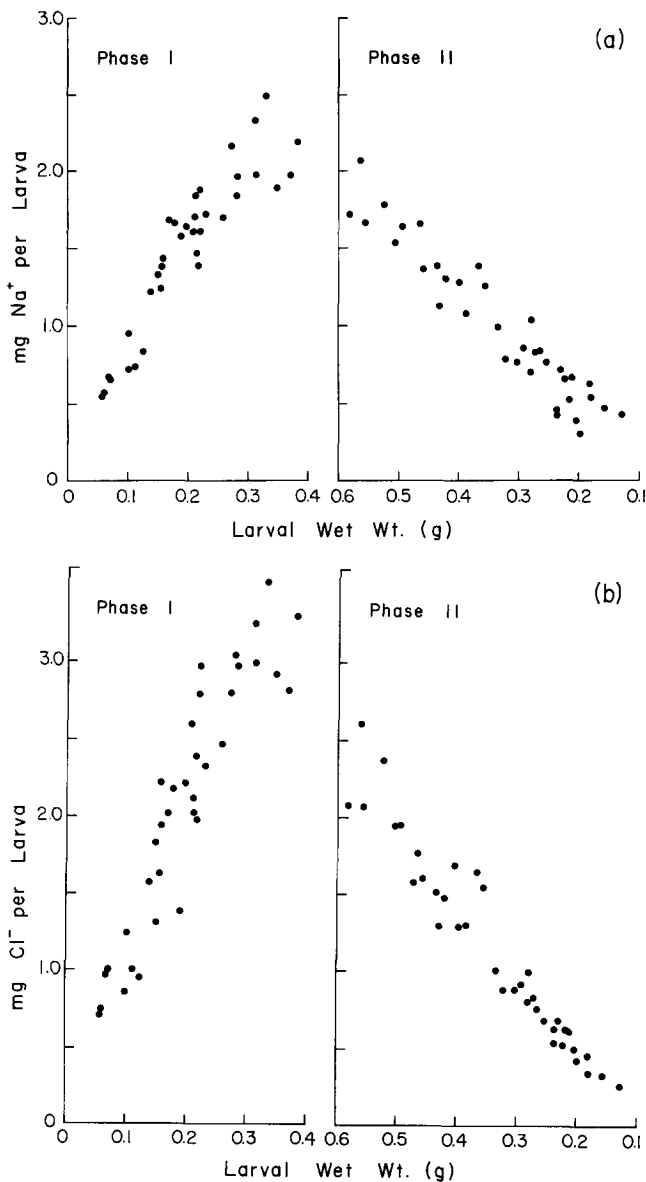 3.0
Phase I
Phase II
(a)
2.0
1.0
0
mg Na⁺ per Larva
0 0.1 0.2 0.3 0.4
0.6 0.5 0.4 0.3 0.2 0.1
Larval Wet Wt. (g)
Phase I
Phase II
(b)
3.0
2.0
1.0
0
mg Cl⁻ per Larva
0 0.1 0.2 0.3 0.4
0.6 0.5 0.4 0.3 0.2 0.1
Larval Wet Wt. (g)